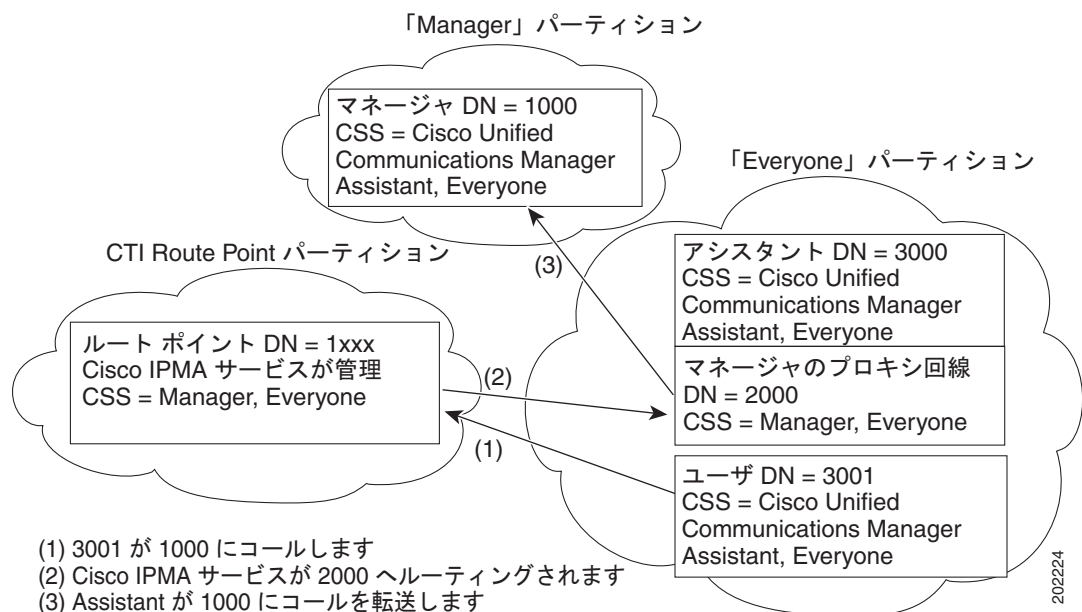 「Manager」パーティション
マネージャ DN = 1000
CSS = Cisco Unified
Communications Manager
Assistant, Everyone
「Everyone」パーティション
CTI Route Point パーティション
(3)
アシスタント DN = 3000
CSS = Cisco Unified
Communications Manager
Assistant, Everyone
ルート ポイント DN = 1xxx
Cisco IPMA サービスが管理
CSS = Manager, Everyone
(2)
マネージャのプロキシ回線
DN = 2000
CSS = Manager, Everyone
(1)
ユーザ DN = 3001
CSS = Cisco Unified
Communications Manager
Assistant, Everyone
(1) 3001 が 1000 にコールします
(2) Cisco IPMA サービスが 2000 へルーティングされます
(3) Assistant が 1000 にコールを転送します
202224